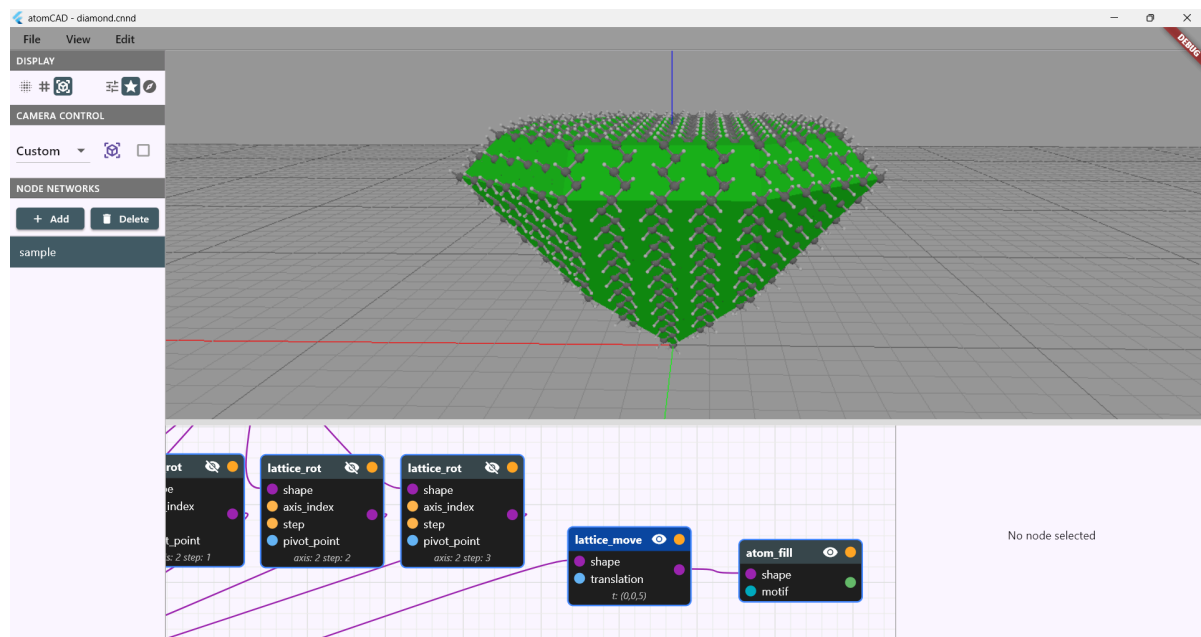 atomCAD - diamond.cnnd
File View Edit
DEBUG
DISPLAY
CAMERA CONTROL
Custom
NODE NETWORKS
+ Add Delete
sample
rot
index
t_point
s: 2 step: 1
lattice_rot
shape
axis_index
step
pivot_point
axis: 2 step: 2
lattice_rot
shape
axis_index
step
pivot_point
axis: 2 step: 3
lattice_move
shape
translation
t: (0,0,5)
atom_fill
shape
motif
No node selected